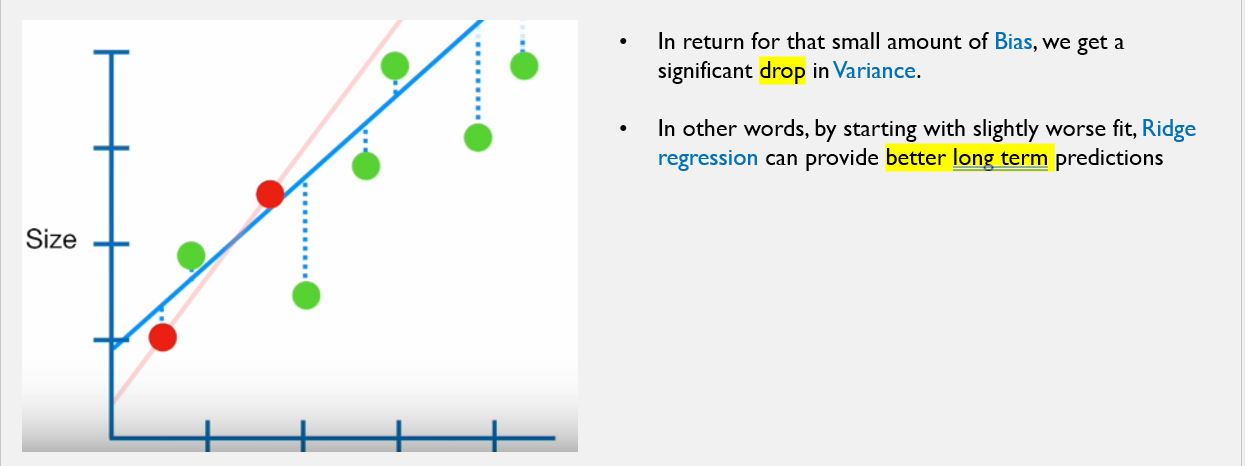 Size
• In return for that small amount of Bias, we get a
significant drop in Variance.
• In other words, by starting with slightly worse fit, Ridge
regression can provide better long term predictions